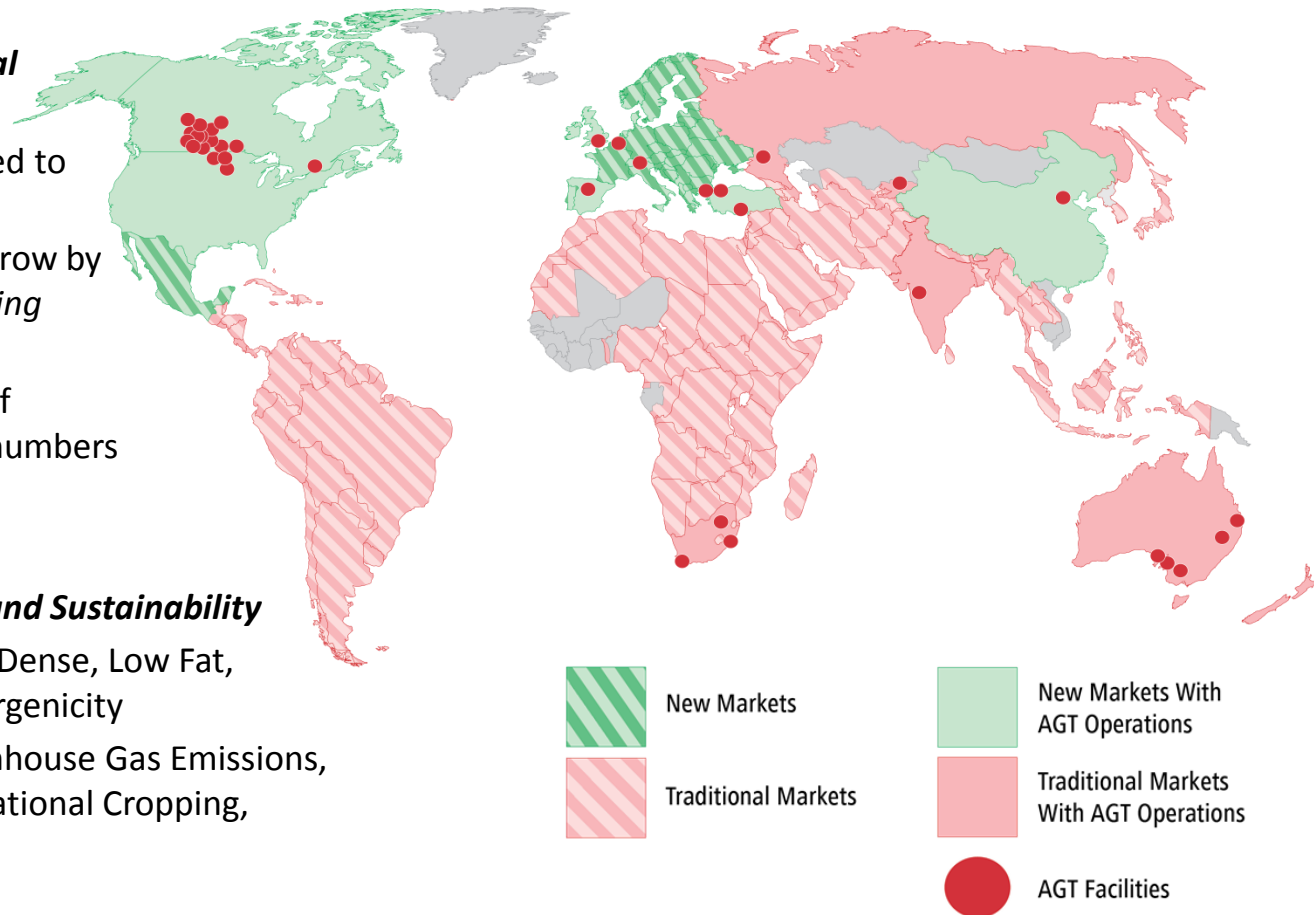 al
ed to
row by
ing
f
numbers
and Sustainability
Dense, Low Fat,
rgenicity
nhouse Gas Emissions,
ational Cropping,
New Markets
Traditional Markets
New Markets With
AGT Operations
Traditional Markets
With AGT Operations
AGT Facilities